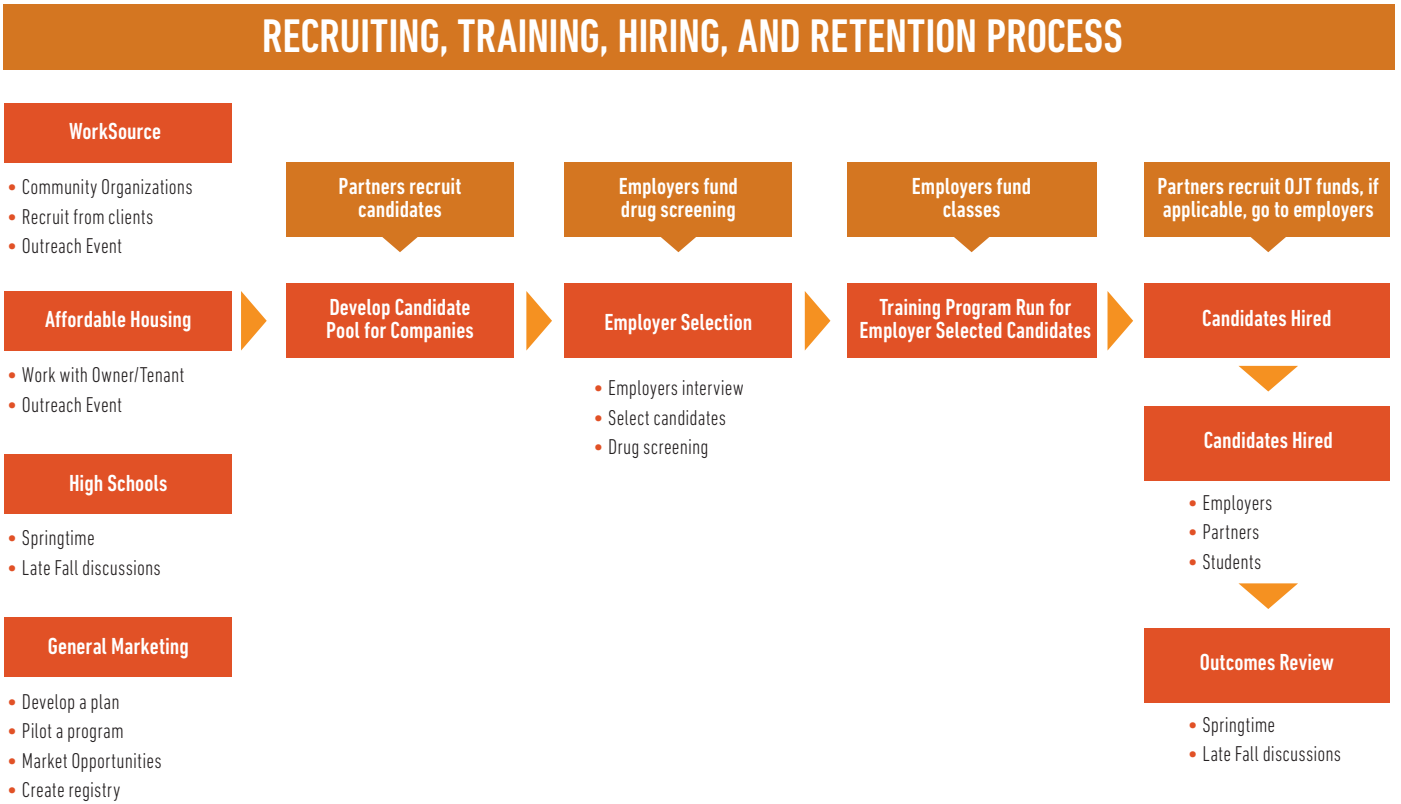 RECRUITING, TRAINING, HIRING, AND RETENTION PROCESS
WorkSource
• Community Organizations
• Recruit from clients
• Outreach Event
Affordable Housing
• Work with Owner/Tenant
• Outreach Event
High Schools
• Springtime
• Late Fall discussions
General Marketing
• Develop a plan
• Pilot a program
• Market Opportunities
• Create registry
Partners recruit
candidates
Develop Candidate
Pool for Companies
Employers fund
drug screening
Employer Selection
• Employers interview
• Select candidates
• Drug screening
Employers fund
classes
Training Program Run for
Employer Selected Candidates
Partners recruit OJT funds, if
applicable, go to employers
Candidates Hired
Candidates Hired
• Employers
• Partners
• Students
Outcomes Review
• Springtime
• Late Fall discussions